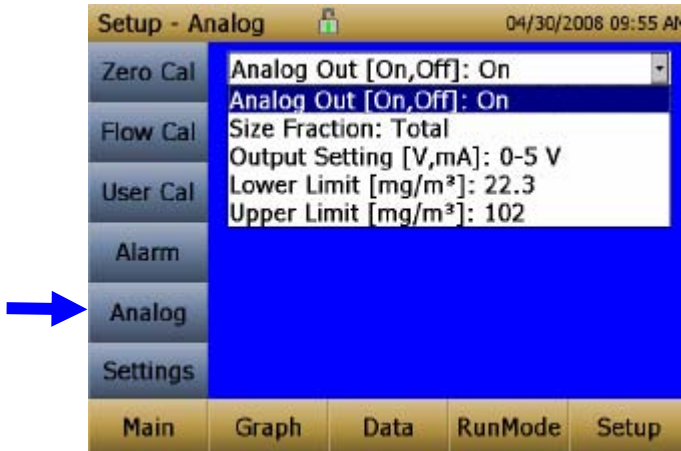 Setup - Analog 04/30/2008 09:55 AM
Zero Cal
Flow Cal
User Cal
Alarm
Analog
Settings
Analog Out [On,Off]: On
Analog Out [On,Off]: On
Size Fraction: Total
Output Setting [V,mA]: 0-5 V
Lower Limit [mg/m³]: 22.3
Upper Limit [mg/m³]: 102
Main Graph Data RunMode Setup